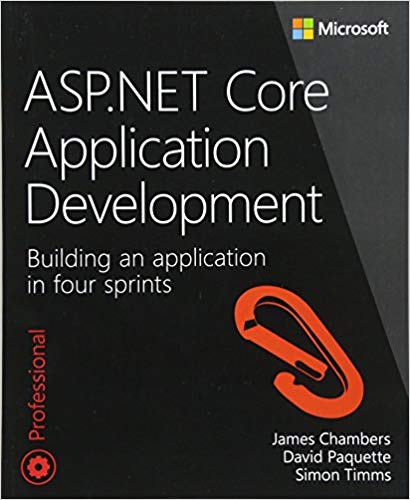 Microsoft
ASP.NET Core
Application
Development
Building an application
in four sprints
Professional
James Chambers
David Paquette
Simon Timms